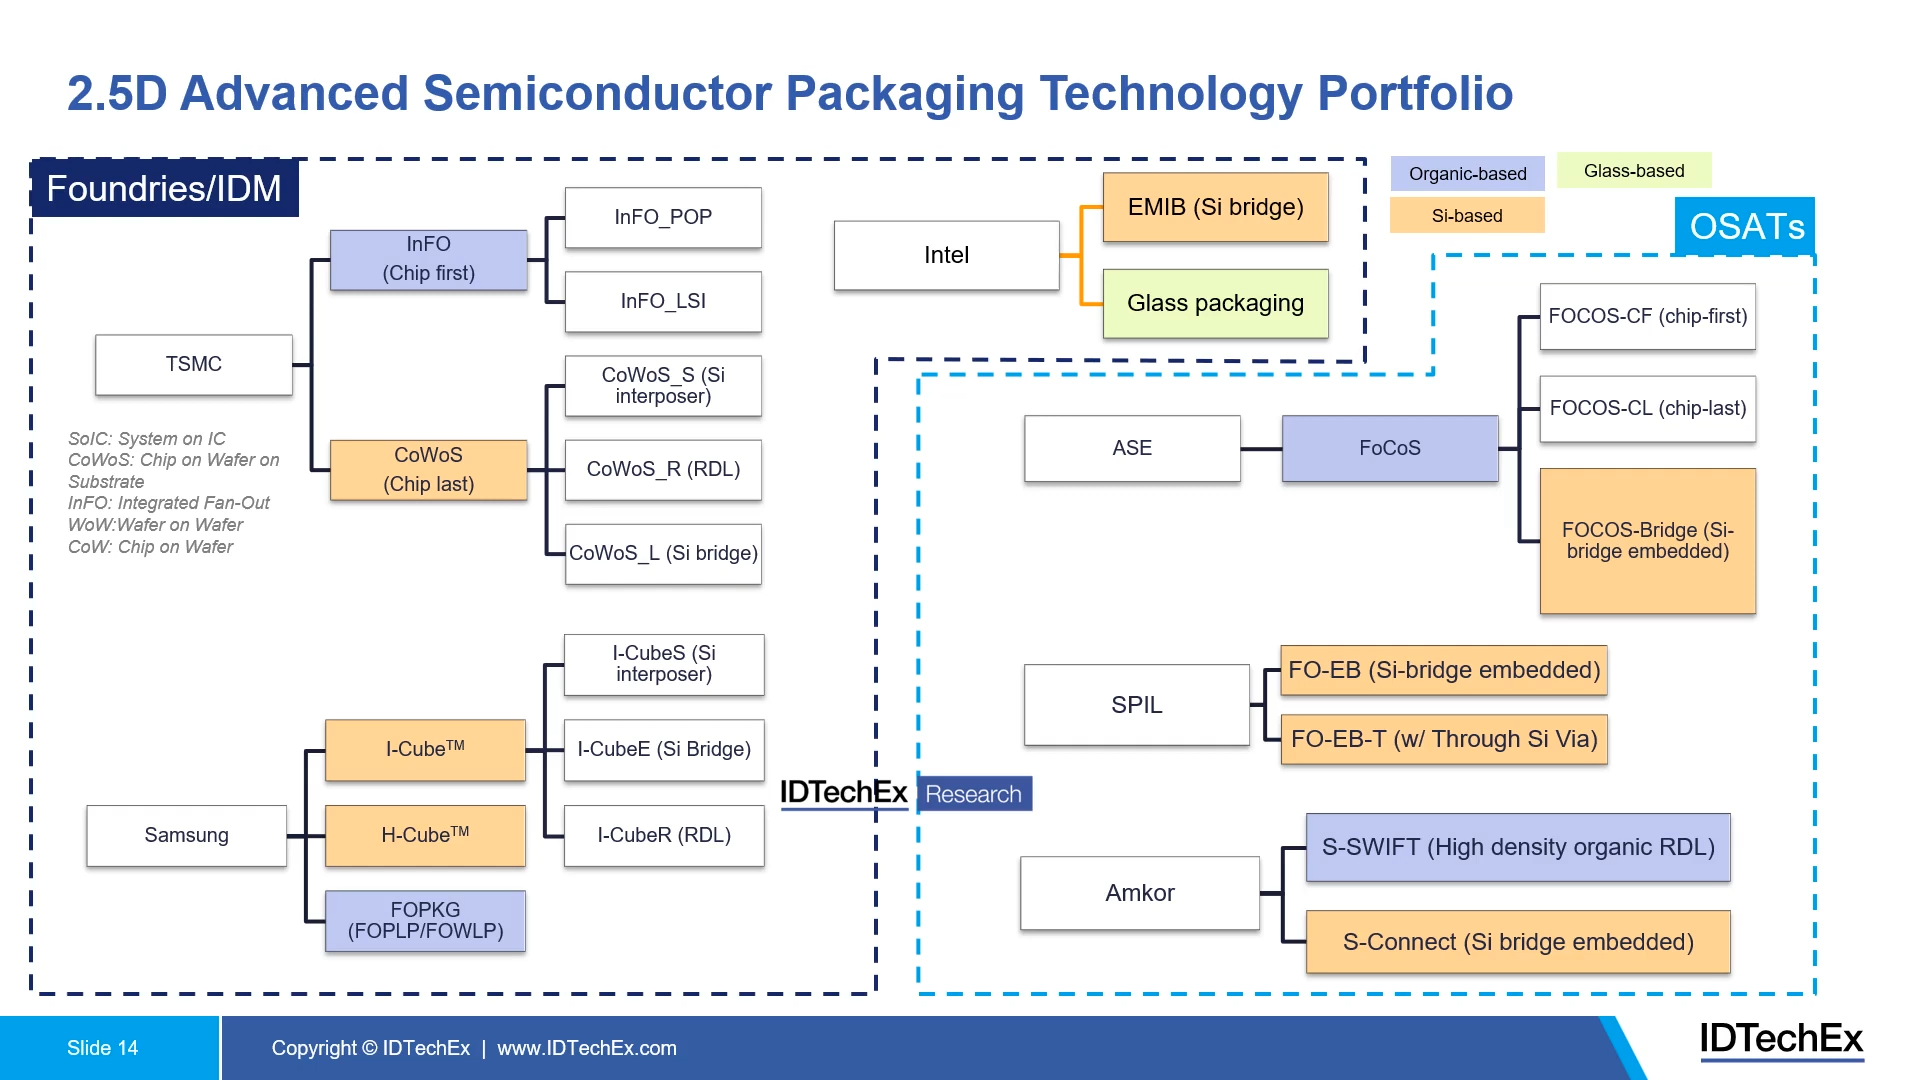 2.5D Advanced Semiconductor Packaging Technology Portfolio
Foundries/IDM
TSMC
InFO
(Chip first)
InFO_POP
InFO_LSI
CoWoS
(Chip last)
CoWoS_S (Si
interposer)
CoWoS_R (RDL)
CoWoS_L (Si bridge)
SoIC: System on IC
CoWoS: Chip on Wafer on
Substrate
InFO: Integrated Fan-Out
WoW:Wafer on Wafer
CoW: Chip on Wafer
Samsung
I-Cube™
H-Cube™
FOPKG
(FOPLP/FOWLP)
I-CubeS (Si
interposer)
I-CubeE (Si Bridge)
I-CubeR (RDL)
Intel
EMIB (Si bridge)
Glass packaging
Organic-based
Glass-based
Si-based
OSATs
ASE
FoCoS
FOCOS-CF (chip-first)
FOCOS-CL (chip-last)
FOCOS-Bridge (Si-
bridge embedded)
SPIL
FO-EB (Si-bridge embedded)
FO-EB-T (w/ Through Si Via)
IDTechEx Research
Amkor
S-SWIFT (High density organic RDL)
S-Connect (Si bridge embedded)
Slide 14
Copyright © IDTechEx | www.IDTechEx.com
IDTechEx